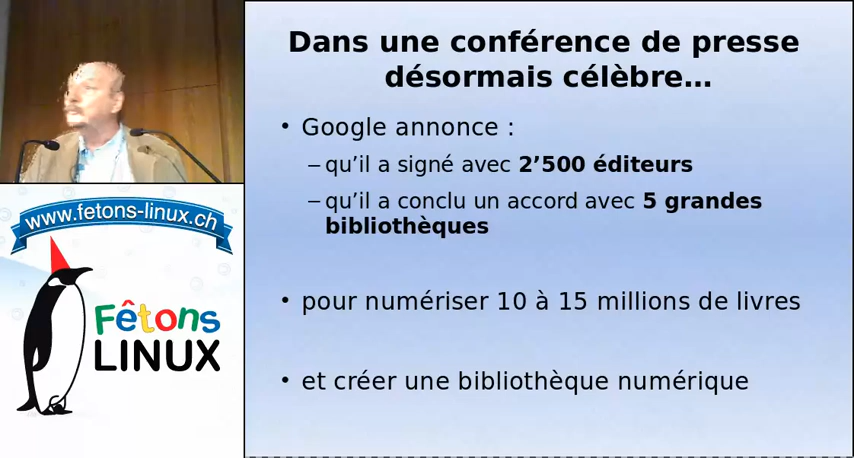 Dans une conférence de presse
désormais célèbre...
• Google annonce :
–qu'il a signé avec 2'500 éditeurs
–qu'il a conclu un accord avec 5 grandes
bibliothèques
• pour numériser 10 à 15 millions de livres
• et créer une bibliothèque numérique
www.fetons-linux.ch
Fêtons
LINUX